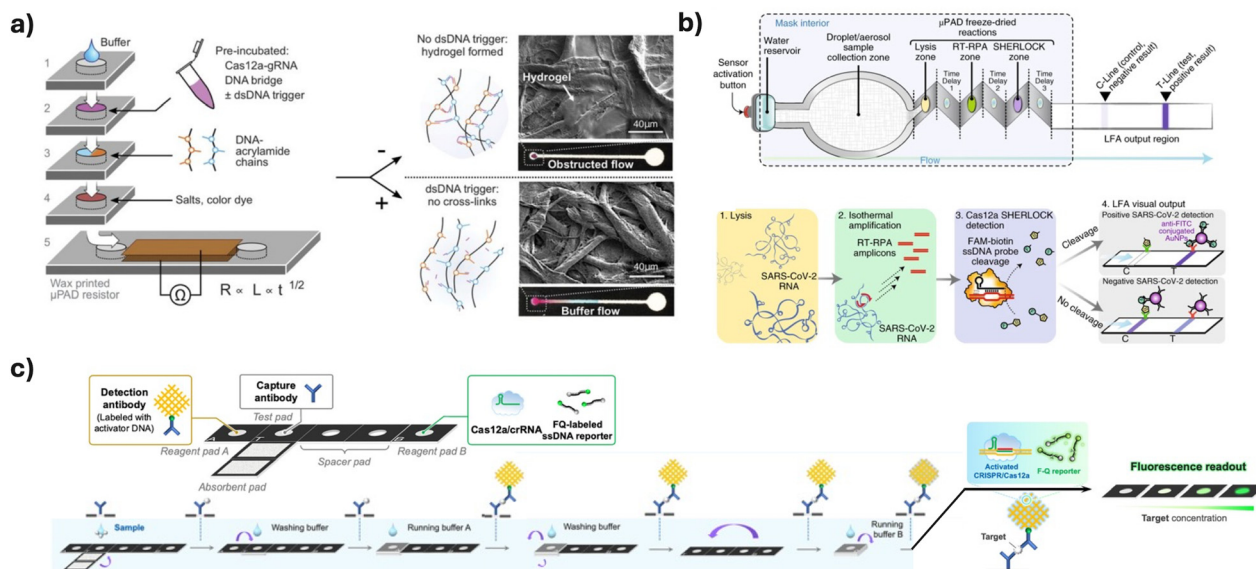 a)
Buffer
1
2
3
4
5
Pre-incubated:
Cas12a-gRNA
DNA bridge
± dsDNA trigger
DNA-
acrylamide
chains
Salts, color dye
Wax printed
μPAD resistor
Ω
R ∝ L ∝ t 1/2
-
+
No dsDNA trigger:
hydrogel formed
dsDNA trigger:
no cross-links
Hydrogel
40μm
Obstructed flow
40μm
Buffer flow
b)
Mask interior
Water
reservoir
Sensor
activation
button
Droplet/aerosol
sample
collection zone
μPAD freeze-dried
reactions
Lysis
zone
RT-RPA
zone
SHERLOCK
zone
Time
Delay
1
Time
Delay
2
Time
Delay
3
C-Line (control,
negative result)
T-Line (test,
positive result)
LFA output region
Flow
1. Lysis
SARS-CoV-2
RNA
2. Isothermal
amplification
RT-RPA
amplicons
SARS-CoV-2
RNA
3. Cas12a SHERLOCK
detection
FAM-biotin
ssDNA probe
cleavage
Cleavage
No cleavage
4. LFA visual output
Positive SARS-CoV-2 detection
anti-FITC
conjugated
AuNPs
C
T
Negative SARS-CoV-2 detection
C
T
c)
Detection
antibody
(Labeled with
activator DNA)
Capture
antibody
Test pad
Cas12a/crRNA
FQ-labeled
ssDNA reporter
A
T
B
Reagent pad A
Spacer pad
Reagent pad B
Absorbent pad
Sample
Washing buffer
Running buffer A
Washing buffer
Running
buffer B
Activated
CRISPR/Cas12a
F-Q reporter
Target
Fluorescence readout
Target concentration